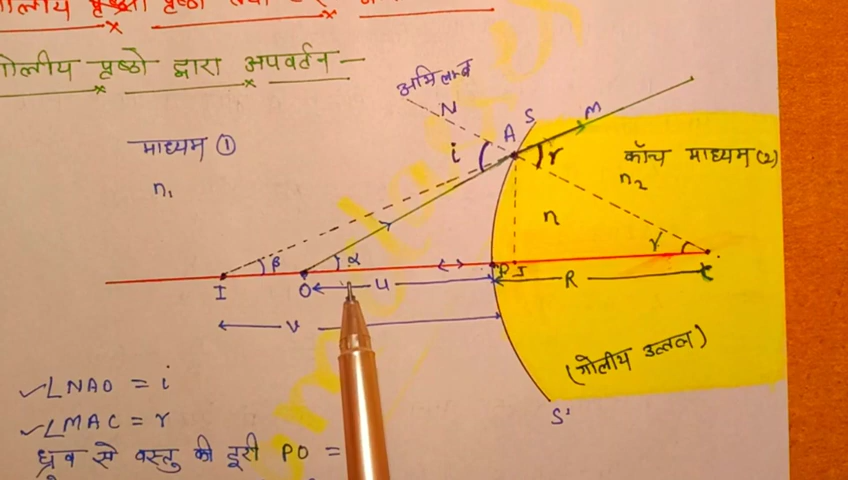 गोलीय पृष्ठो द्वारा अपवर्तन -
अभिलम्ब
N
A
S
M
माध्यम ①
i
r
कॉच माध्यम (2)
n₁
n₂
n
β
α
γ
I
O
P
J
C
u
R
v
(गोलीय उत्तल)
S'
✓∠NAO = i
✓∠MAC = r
ध्रुव से वस्तु की दूरी PO =